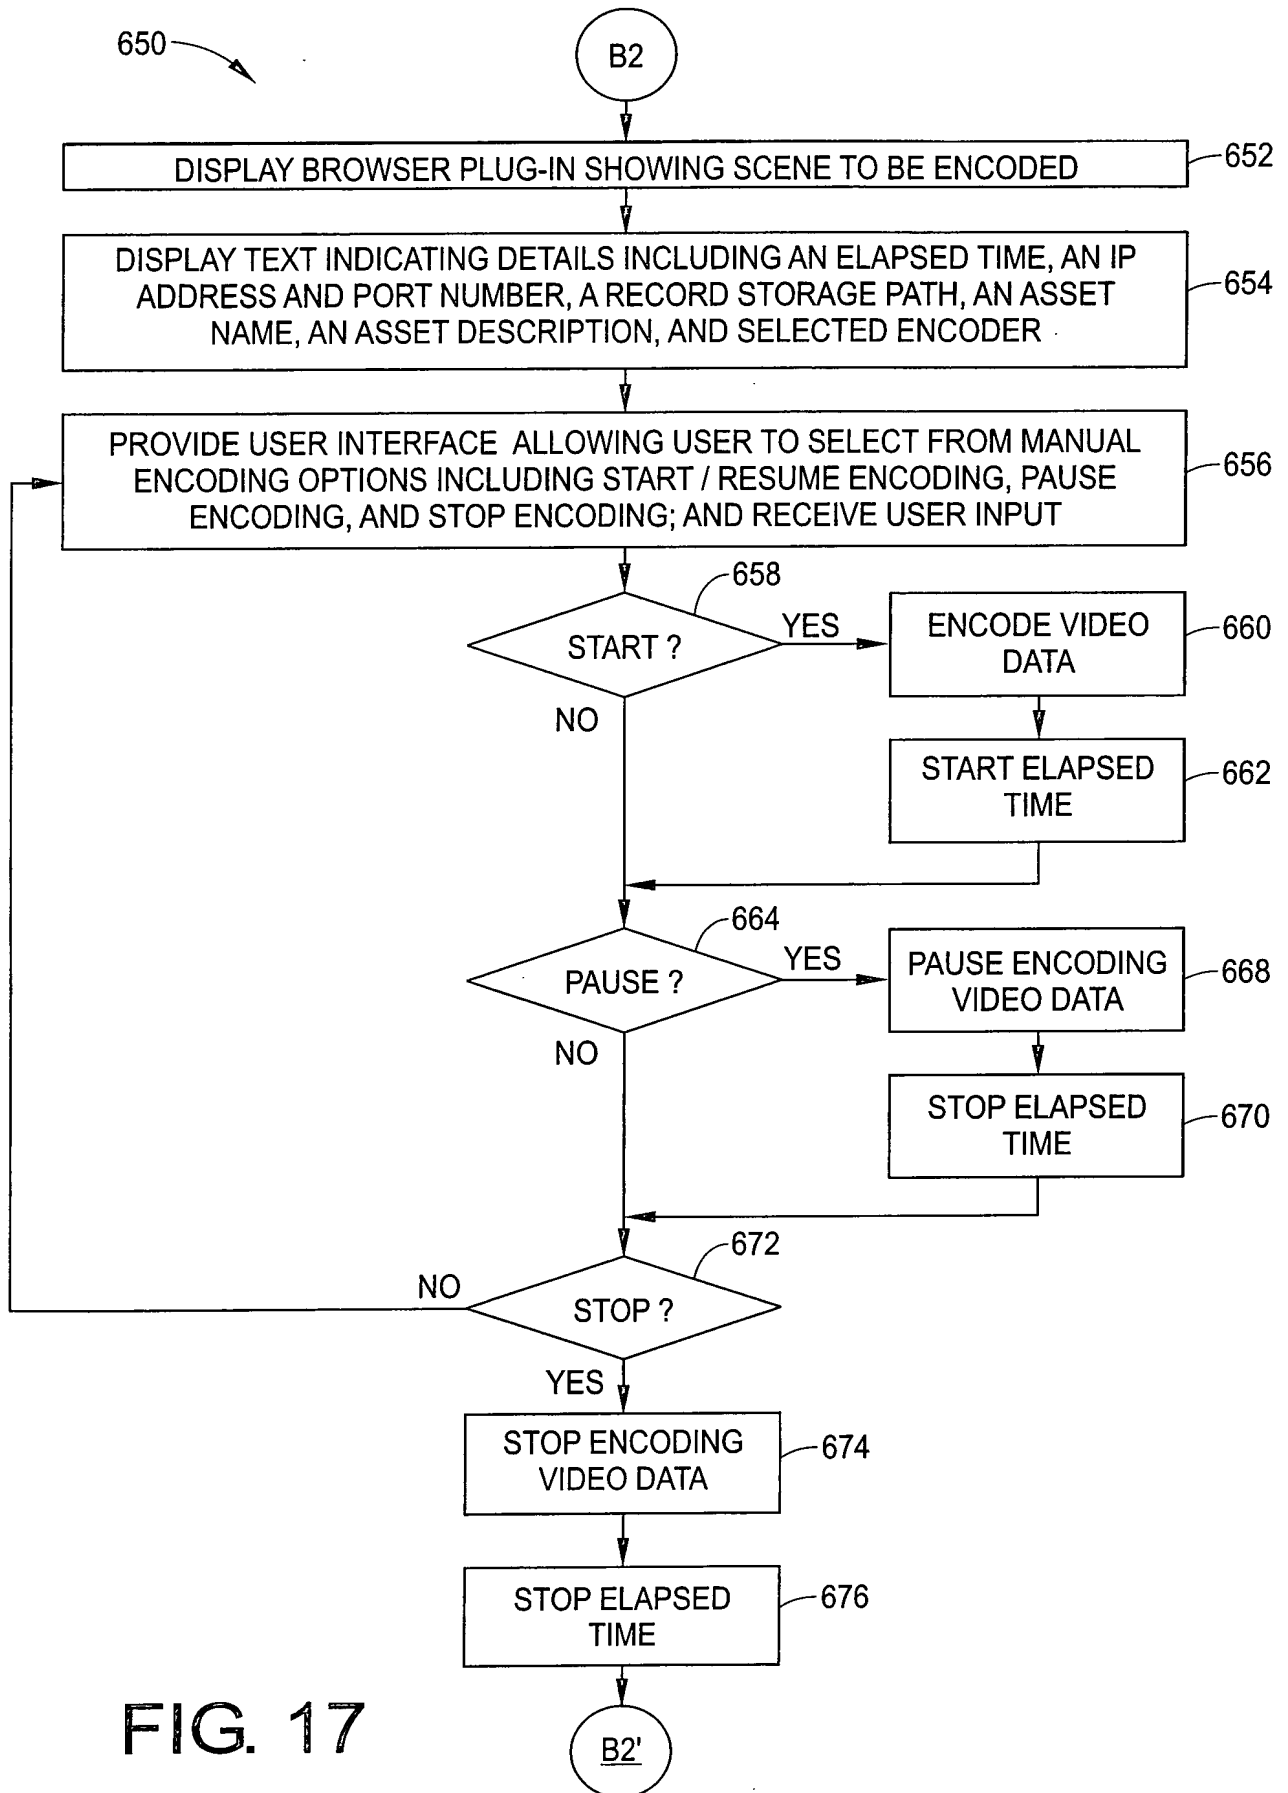 650
B2
DISPLAY BROWSER PLUG-IN SHOWING SCENE TO BE ENCODED
652
DISPLAY TEXT INDICATING DETAILS INCLUDING AN ELAPSED TIME, AN IP
ADDRESS AND PORT NUMBER, A RECORD STORAGE PATH, AN ASSET
NAME, AN ASSET DESCRIPTION, AND SELECTED ENCODER
654
PROVIDE USER INTERFACE ALLOWING USER TO SELECT FROM MANUAL
ENCODING OPTIONS INCLUDING START / RESUME ENCODING, PAUSE
ENCODING, AND STOP ENCODING; AND RECEIVE USER INPUT
656
658
START ?
YES
ENCODE VIDEO
DATA
660
NO
START ELAPSED
TIME
662
664
PAUSE ?
YES
PAUSE ENCODING
VIDEO DATA
668
NO
STOP ELAPSED
TIME
670
672
NO
STOP ?
YES
STOP ENCODING
VIDEO DATA
674
STOP ELAPSED
TIME
676
FIG. 17
B2'